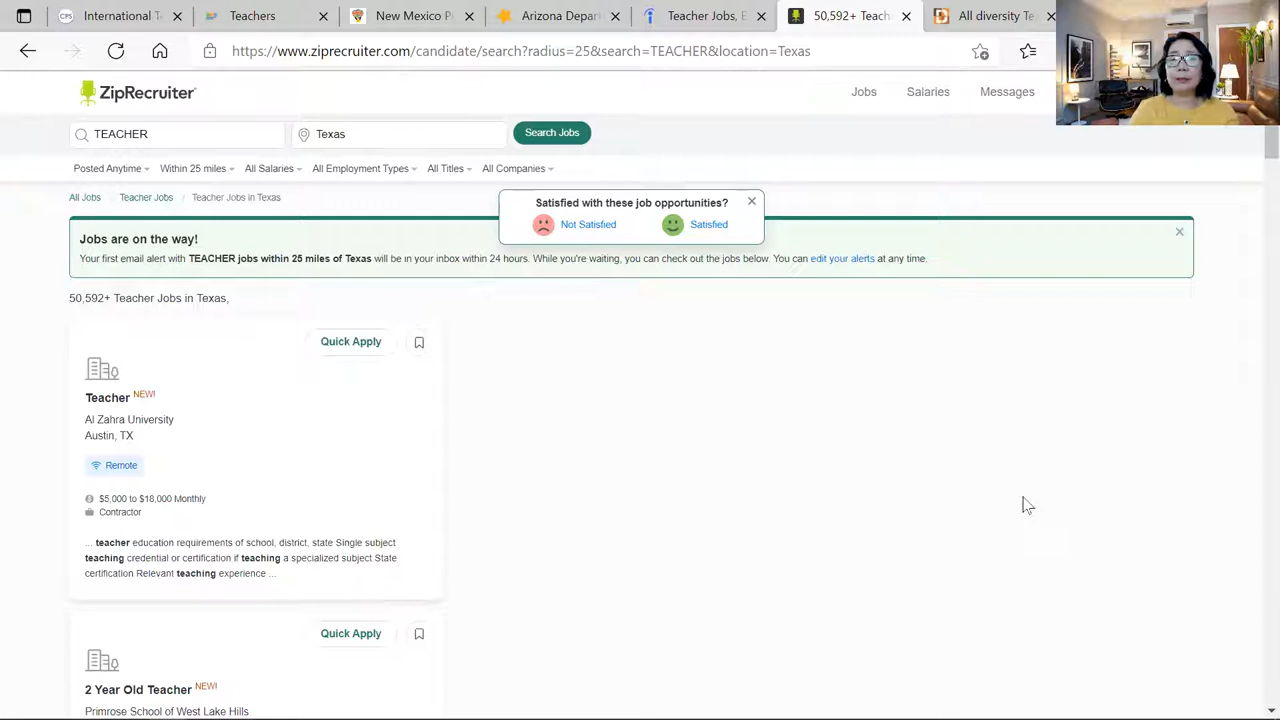 CPS International T
Teachers
New Mexico P
Arizona Depar
Teacher Jobs, E
50,592+ Teach
All diversity Te
https://www.ziprecruiter.com/candidate/search?radius=25&search=TEACHER&location=Texas
ZipRecruiter
Jobs
Salaries
Messages
TEACHER
Texas
Search Jobs
Posted Anytime
Within 25 miles
All Salaries
All Employment Types
All Titles
All Companies
All Jobs / Teacher Jobs / Teacher Jobs in Texas
Satisfied with these job opportunities?
Not Satisfied
Satisfied
Jobs are on the way!
Your first email alert with TEACHER jobs within 25 miles of Texas will be in your inbox within 24 hours. While you're waiting, you can check out the jobs below. You can edit your alerts at any time.
50,592+ Teacher Jobs in Texas,
Quick Apply
Teacher NEW!
Al Zahra University
Austin, TX
Remote
$5,000 to $18,000 Monthly
Contractor
... teacher education requirements of school, district, state Single subject
teaching credential or certification if teaching a specialized subject State
certification Relevant teaching experience ...
Quick Apply
2 Year Old Teacher NEW!
Primrose School of West Lake Hills